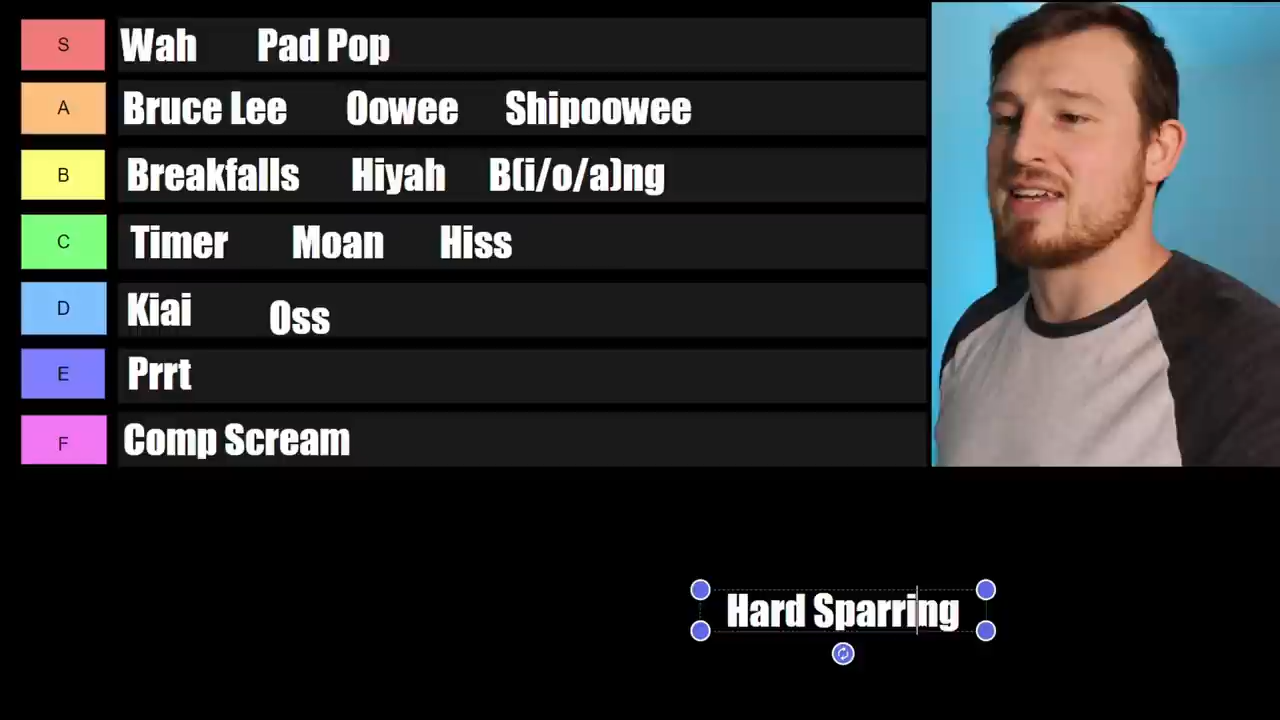 S Wah Pad Pop
A Bruce Lee Oowee Shipoowee
B Breakfalls Hiyah B(i/o/a)ng
C Timer Moan Hiss
D Kiai Oss
E Prrt
F Comp Scream
Hard Sparring